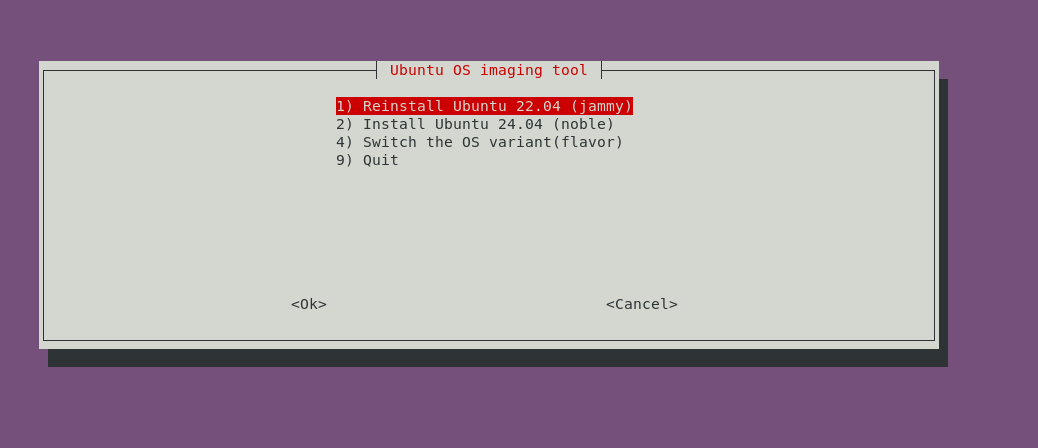 Ubuntu OS imaging tool
1) Reinstall Ubuntu 22.04 (jammy)
2) Install Ubuntu 24.04 (noble)
4) Switch the OS variant(flavor)
9) Quit
<Ok> <Cancel>